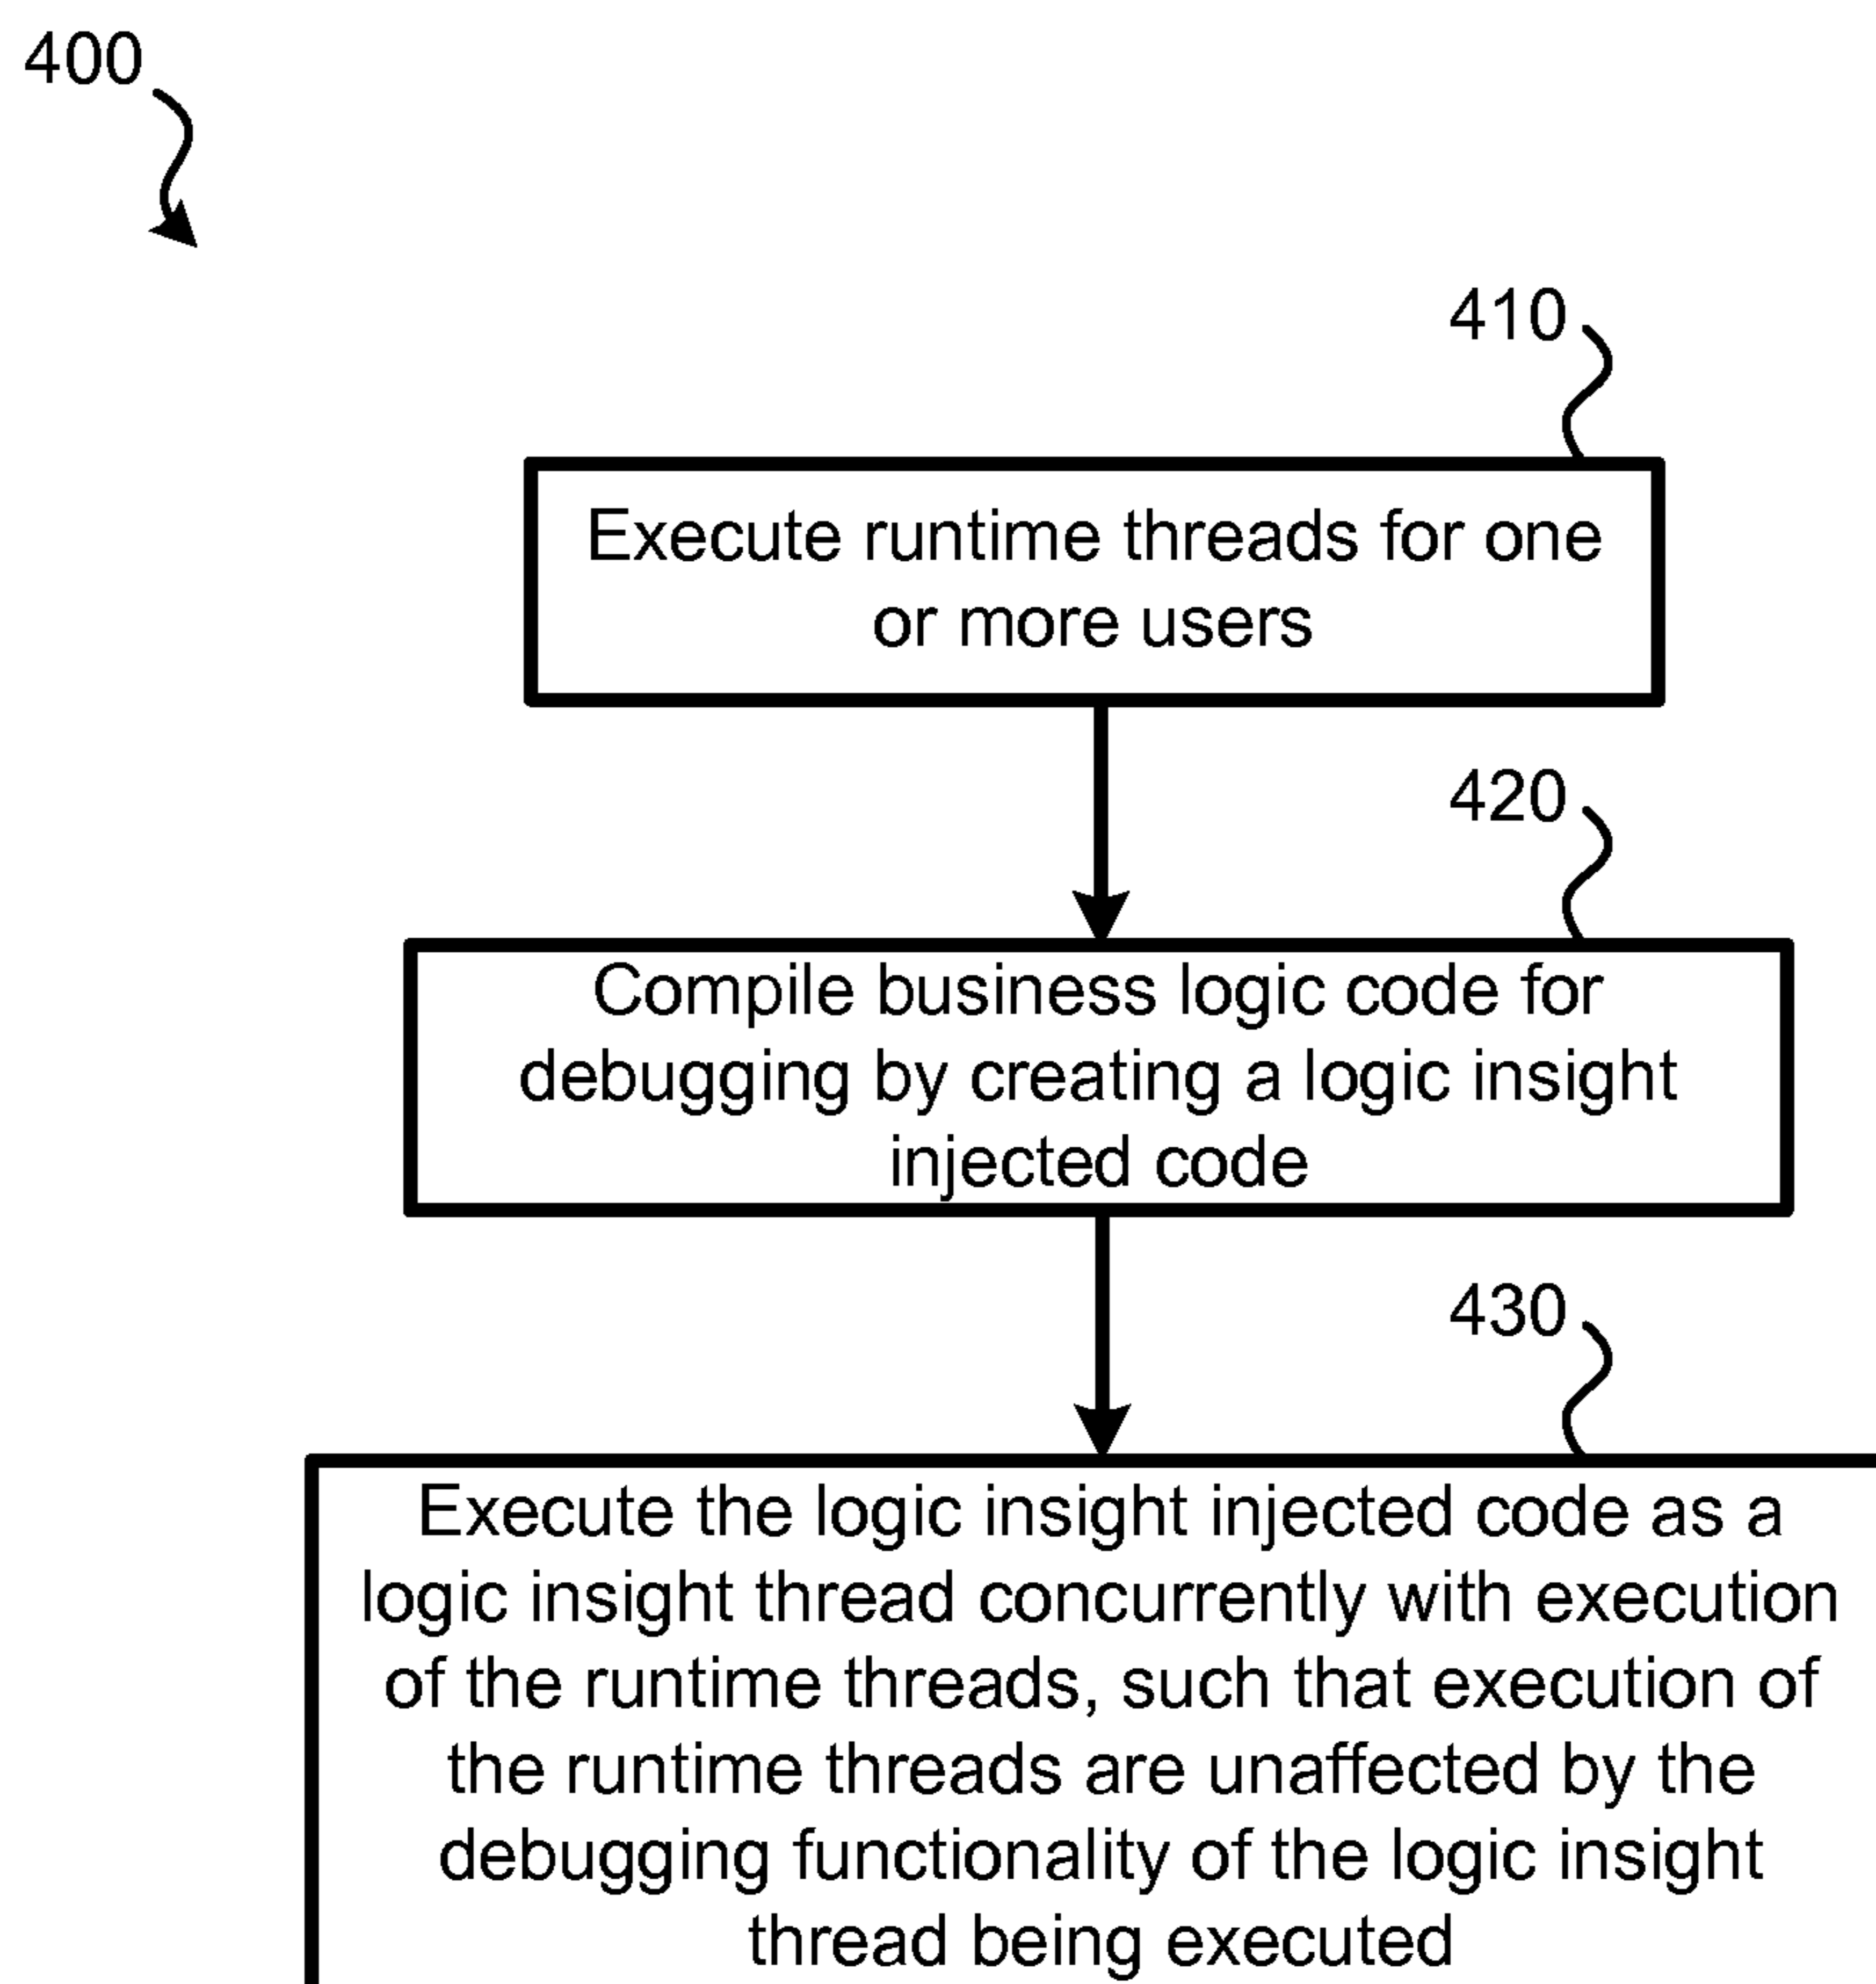 400
410
Execute runtime threads for one
or more users
420
Compile business logic code for
debugging by creating a logic insight
injected code
430
Execute the logic insight injected code as a
logic insight thread concurrently with execution
of the runtime threads, such that execution of
the runtime threads are unaffected by the
debugging functionality of the logic insight
thread being executed